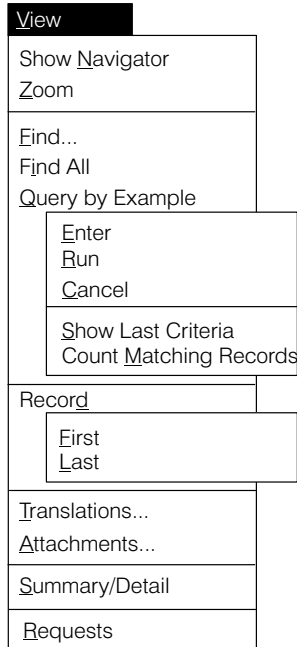 View
Show Navigator
Zoom
Find...
Find All
Query by Example
Enter
Run
Cancel
Show Last Criteria
Count Matching Records
Record
First
Last
Translations...
Attachments...
Summary/Detail
Requests